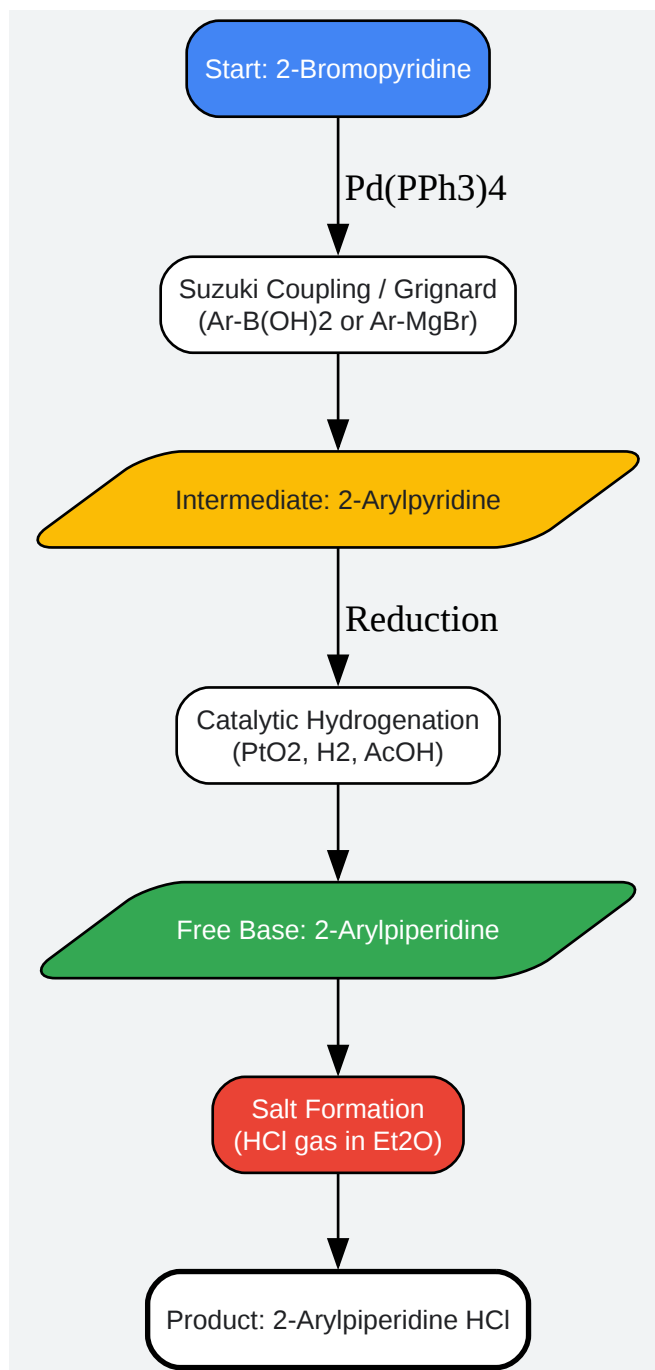 Start: 2-Bromopyridine
Pd(PPh3)4
Suzuki Coupling / Grignard
(Ar-B(OH)2 or Ar-MgBr)
Intermediate: 2-Arylpyridine
Reduction
Catalytic Hydrogenation
(PtO2, H2, AcOH)
Free Base: 2-Arylpiperidine
Salt Formation
(HCl gas in Et2O)
Product: 2-Arylpiperidine HCl